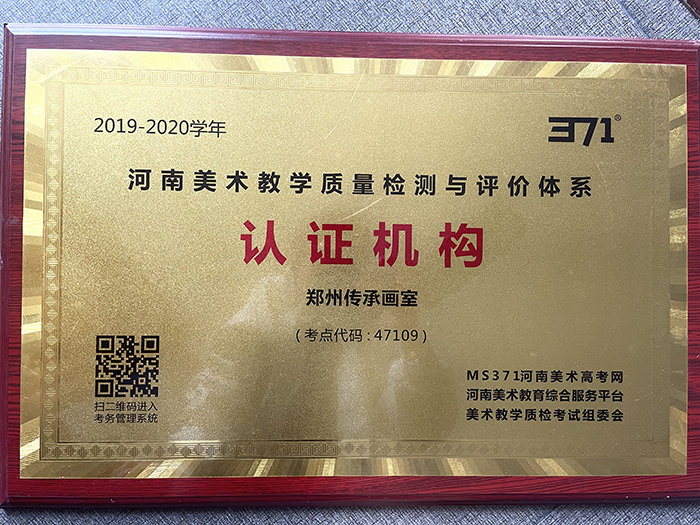 2019-2020学年
371®
河南美术教学质量检测与评价体系
认证机构
郑州传承画室
(考点代码:47109)
扫二维码进入
考务管理系统
MS371河南美术高考网
河南美术教育综合服务平台
美术教学质检考试组委会